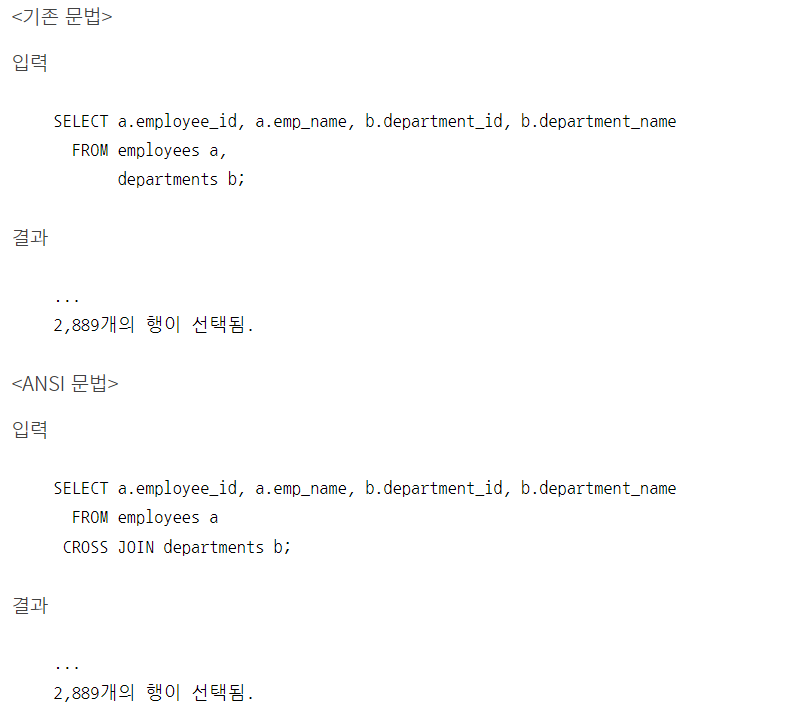 <기존 문법>
입력
SELECT a.employee_id, a.emp_name, b.department_id, b.department_name
FROM employees a,
departments b;
결과
...
2,889개의 행이 선택됨.
<ANSI 문법>
입력
SELECT a.employee_id, a.emp_name, b.department_id, b.department_name
FROM employees a
CROSS JOIN departments b;
결과
...
2,889개의 행이 선택됨.